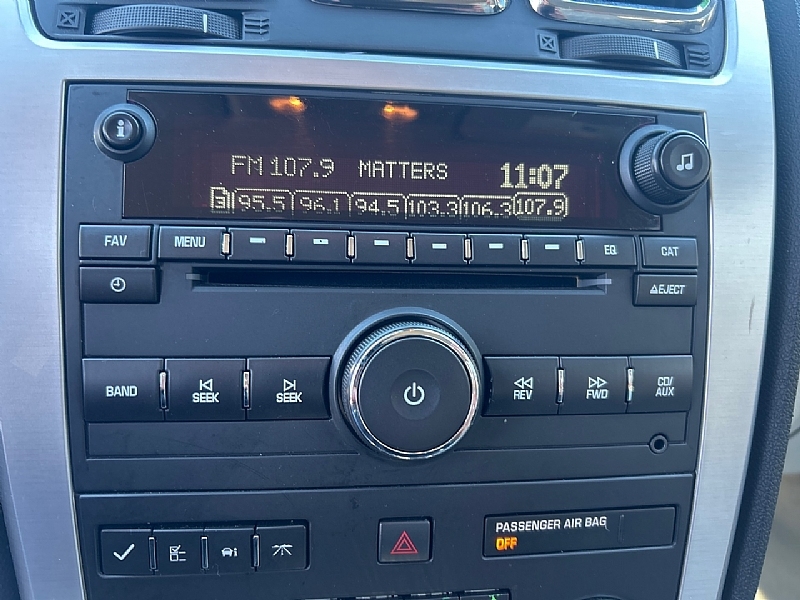 FM 107.9 MATTERS 11:07
3 95.5 96.1 94.5 103.3 106.3 107.9
FAV MENU EQ CAT
EJECT
BAND SEEK SEEK REV FWD CD/AUX
PASSENGER AIR BAG
OFF